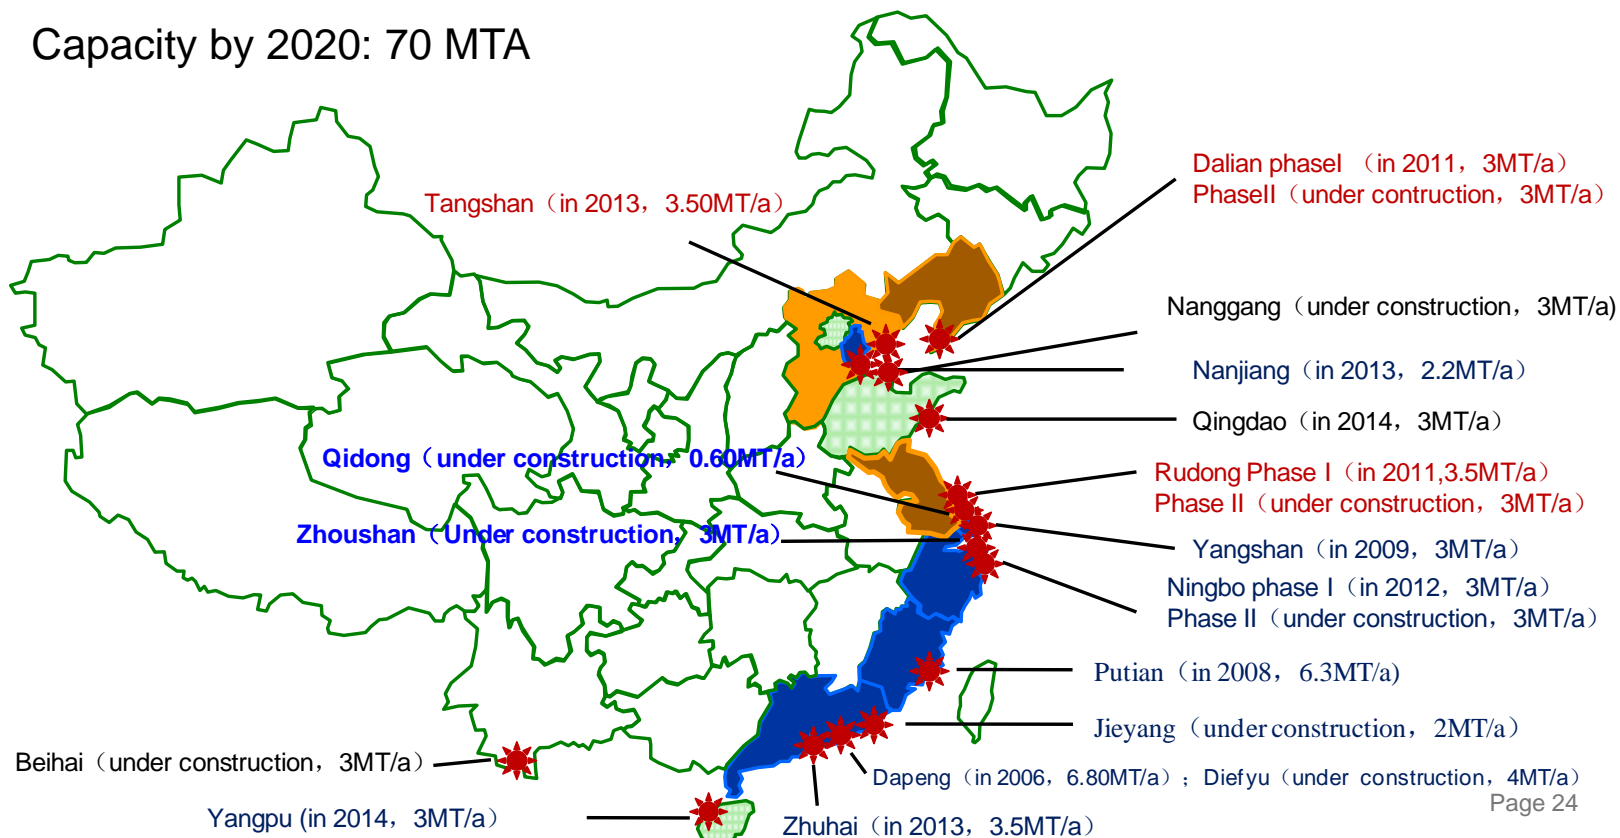 Capacity by 2020: 70 MTA
Dalian phaseI （in 2011，3MT/a）
PhaseII（under contruction，3MT/a）
Tangshan（in 2013，3.50MT/a）
Nanggang（under construction，3MT/a)
Nanjiang（in 2013，2.2MT/a）
Qingdao（in 2014，3MT/a）
Qidong（under construction，0.60MT/a）
Rudong Phase I（in 2011,3.5MT/a）
Phase II（under construction，3MT/a）
Zhoushan（Under construction，3MT/a）
Yangshan（in 2009，3MT/a）
Ningbo phase I（in 2012，3MT/a）
Phase II（under construction，3MT/a）
Putian（in 2008，6.3MT/a)
Jieyang（under construction，2MT/a）
Beihai（under construction，3MT/a）
Dapeng（in 2006，6.80MT/a）；Diefyu（under construction，4MT/a）
Page 24
Yangpu (in 2014，3MT/a）
Zhuhai（in 2013，3.5MT/a）